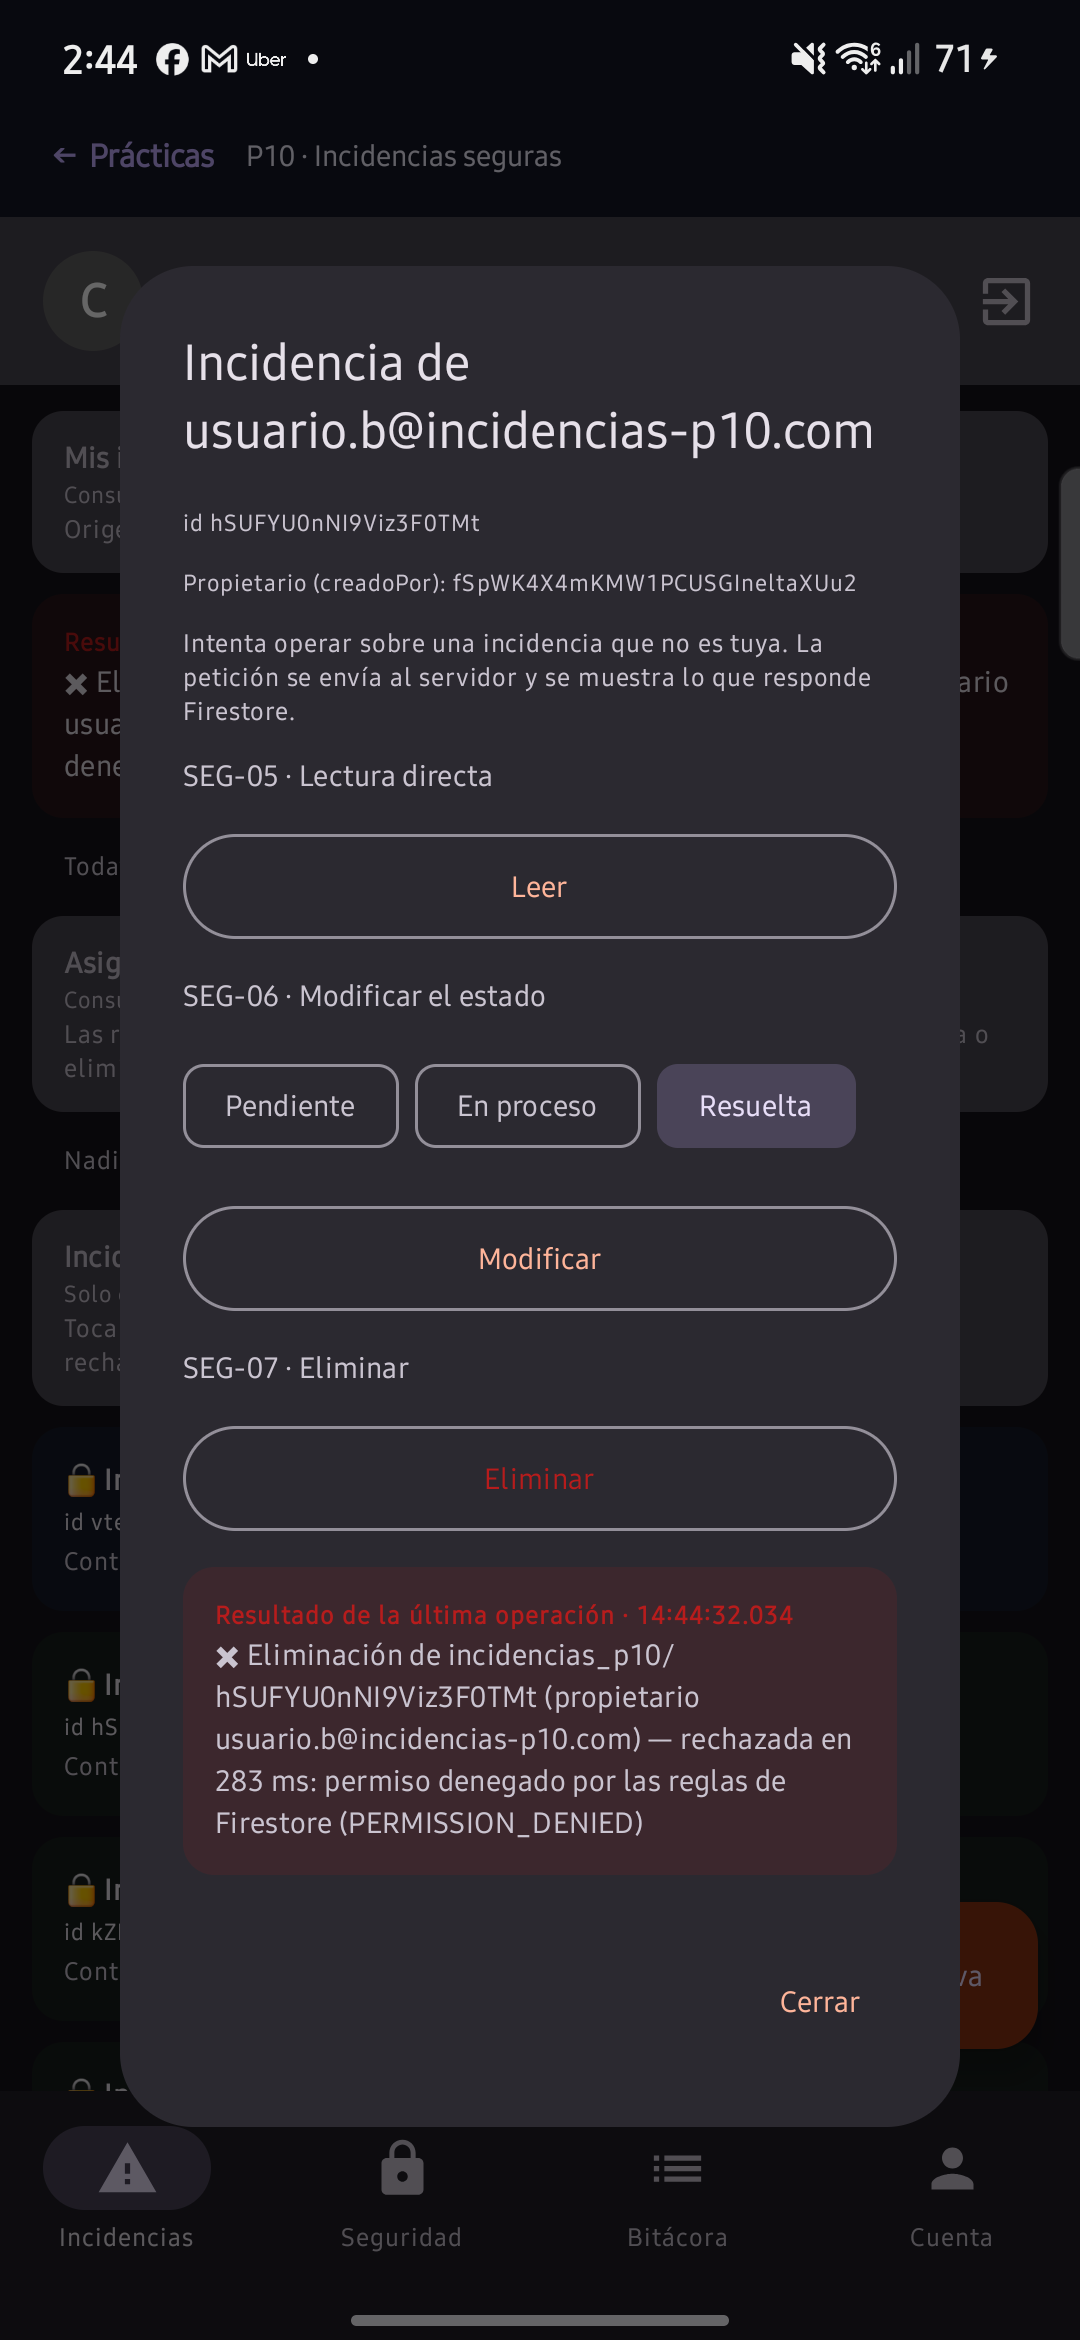 2:44 Uber 71
← Prácticas P10 · Incidencias seguras
C
Incidencia de
usuario.b@incidencias-p10.com
id hSUFYU0nNI9Viz3F0TMt
Propietario (creadoPor): fSpWK4X4mKMW1PCUSGIneltaXUu2
Intenta operar sobre una incidencia que no es tuya. La
petición se envía al servidor y se muestra lo que responde
Firestore.
SEG-05 · Lectura directa
Leer
SEG-06 · Modificar el estado
Pendiente En proceso Resuelta
Modificar
SEG-07 · Eliminar
Eliminar
Resultado de la última operación · 14:44:32.034
✖ Eliminación de incidencias_p10/
hSUFYU0nNI9Viz3F0TMt (propietario
usuario.b@incidencias-p10.com) — rechazada en
283 ms: permiso denegado por las reglas de
Firestore (PERMISSION_DENIED)
Cerrar
Incidencias Seguridad Bitácora Cuenta